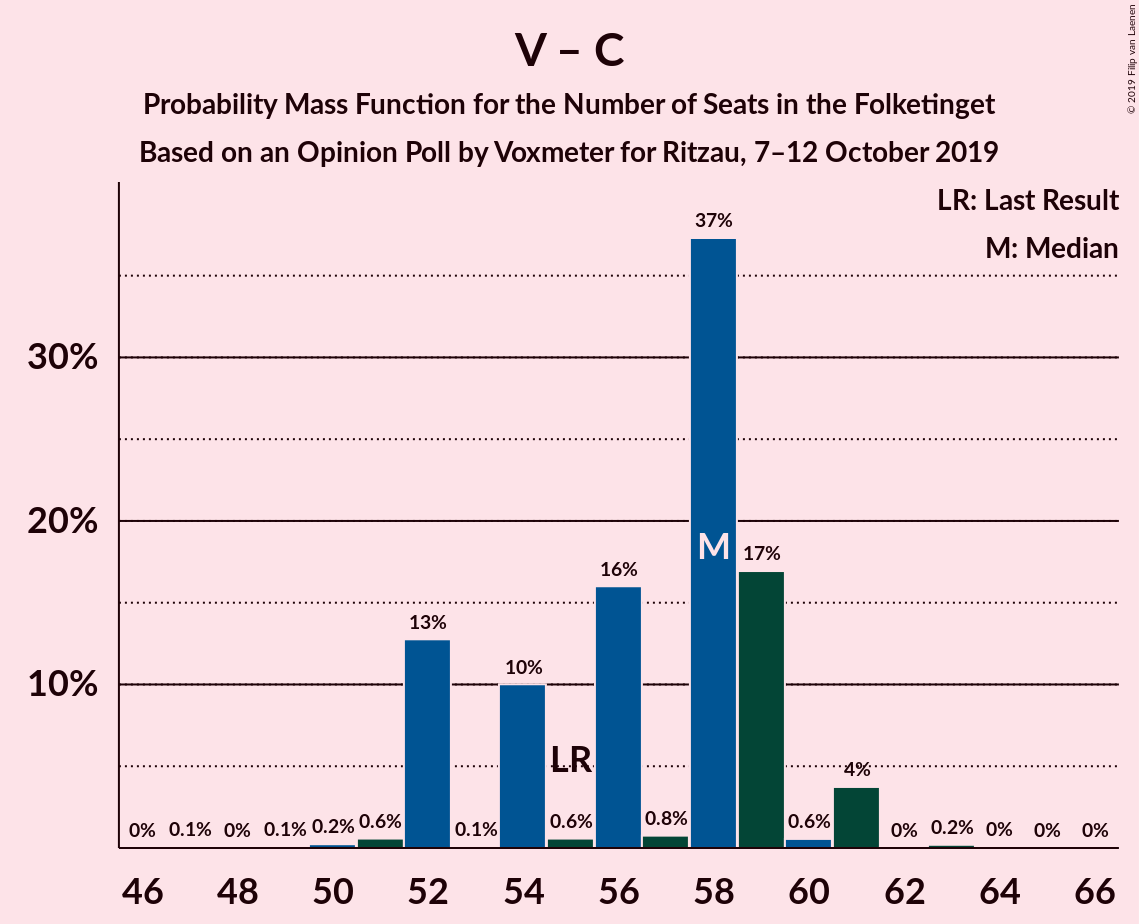 V – C
Probability Mass Function for the Number of Seats in the Folketinget
Based on an Opinion Poll by Voxmeter for Ritzau, 7–12 October 2019
© 2019 Filip van Laenen
LR: Last Result
M: Median
30%
20%
10%
0%
0.1%
0%
0.1%
0.2%
0.6%
13%
0.1%
10%
0.6%
16%
0.8%
37%
17%
0.6%
4%
0%
0.2%
0%
0%
0%
LR
M
46 48 50 52 54 56 58 60 62 64 66